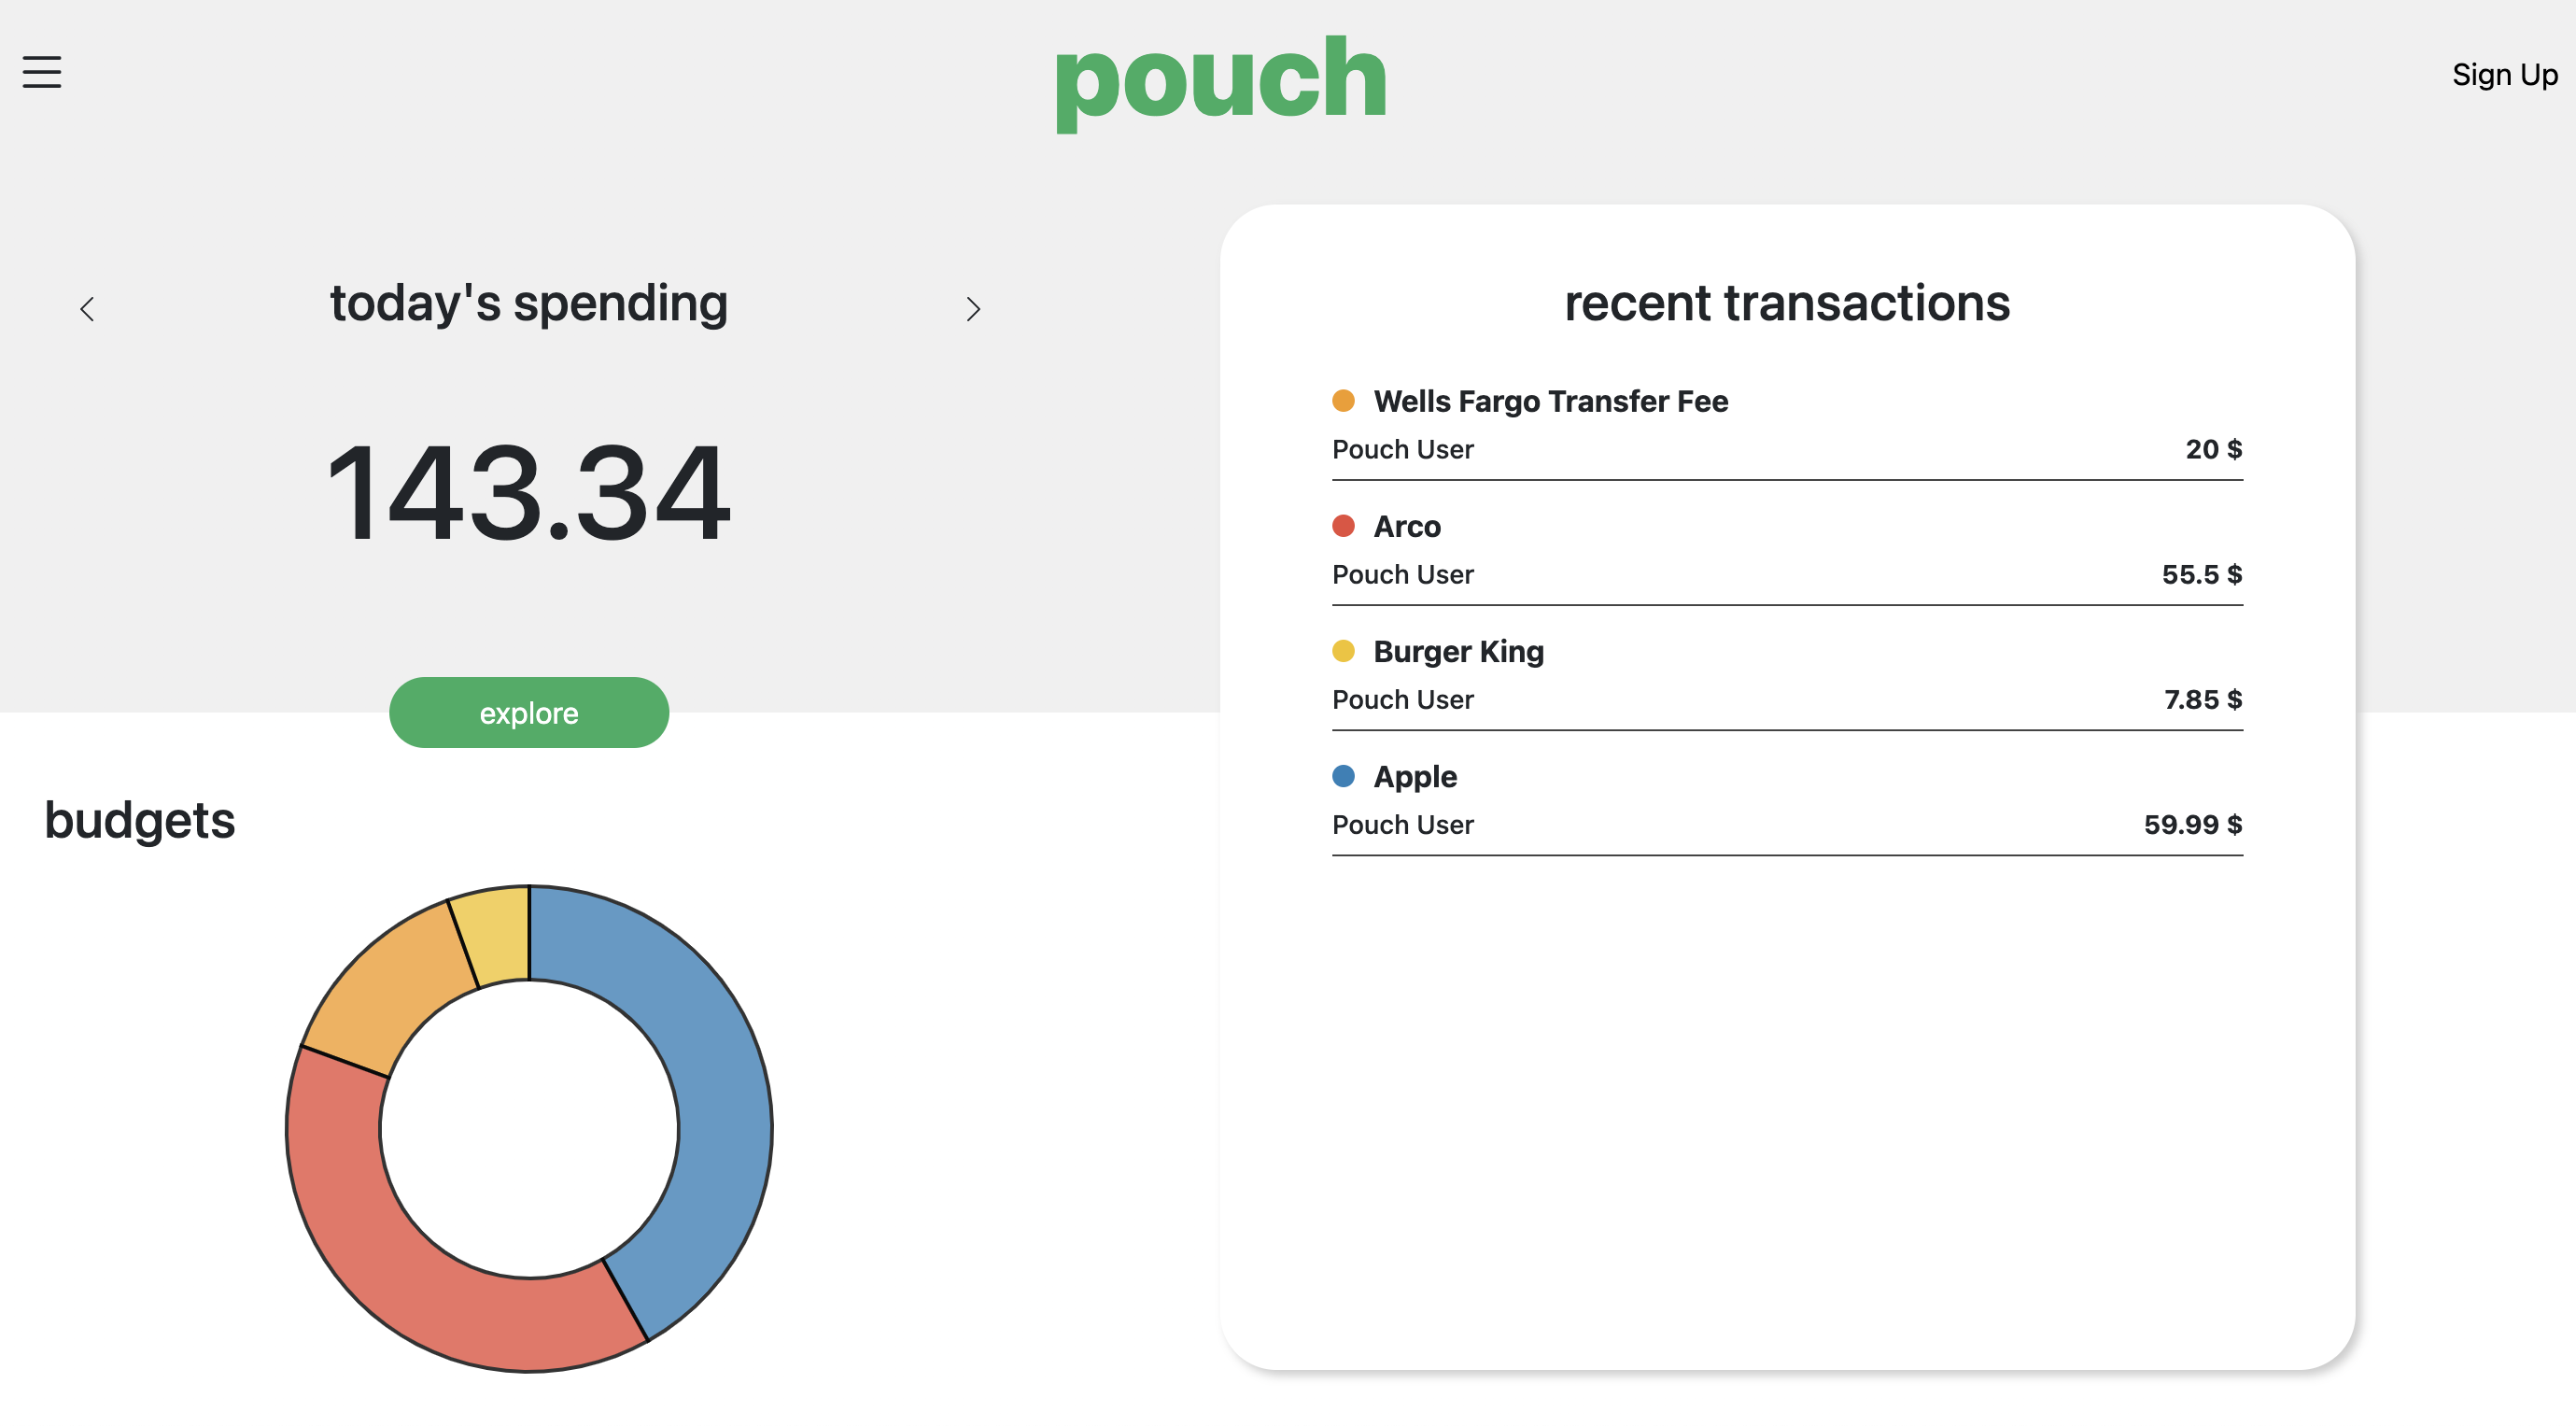 pouch
Sign Up
today's spending
143.34
explore
budgets
recent transactions
Wells Fargo Transfer Fee
Pouch User 20 $
Arco
Pouch User 55.5 $
Burger King
Pouch User 7.85 $
Apple
Pouch User 59.99 $